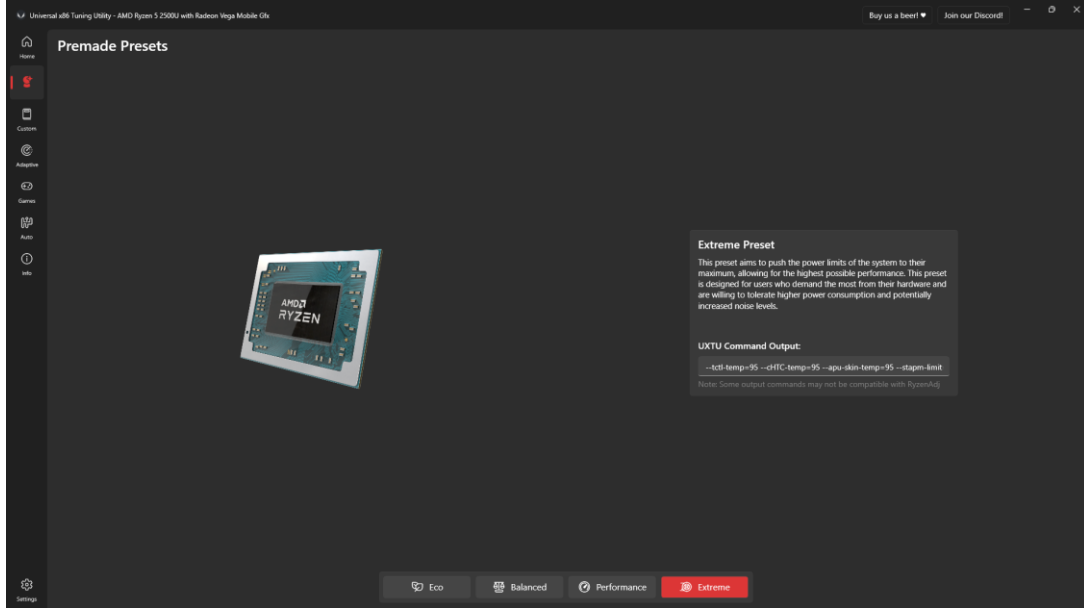 Universal x86 Tuning Utility - AMD Ryzen 5 2500U with Radeon Vega Mobile Gfx
Buy us a beer! ♥
Join our Discord!
Home
Premade Presets
Custom
Adaptive
Games
Auto
Info
AMD
RYZEN
Extreme Preset
This preset aims to push the power limits of the system to their
maximum, allowing for the highest possible performance. This preset
is designed for users who demand the most from their hardware and
are willing to tolerate higher power consumption and potentially
increased noise levels.
UXTU Command Output:
--tctl-temp=95 --cHTC-temp=95 --apu-skin-temp=95 --stapm-limit
Note: Some output commands may not be compatible with RyzenAdj
Eco
Balanced
Performance
Extreme
Settings